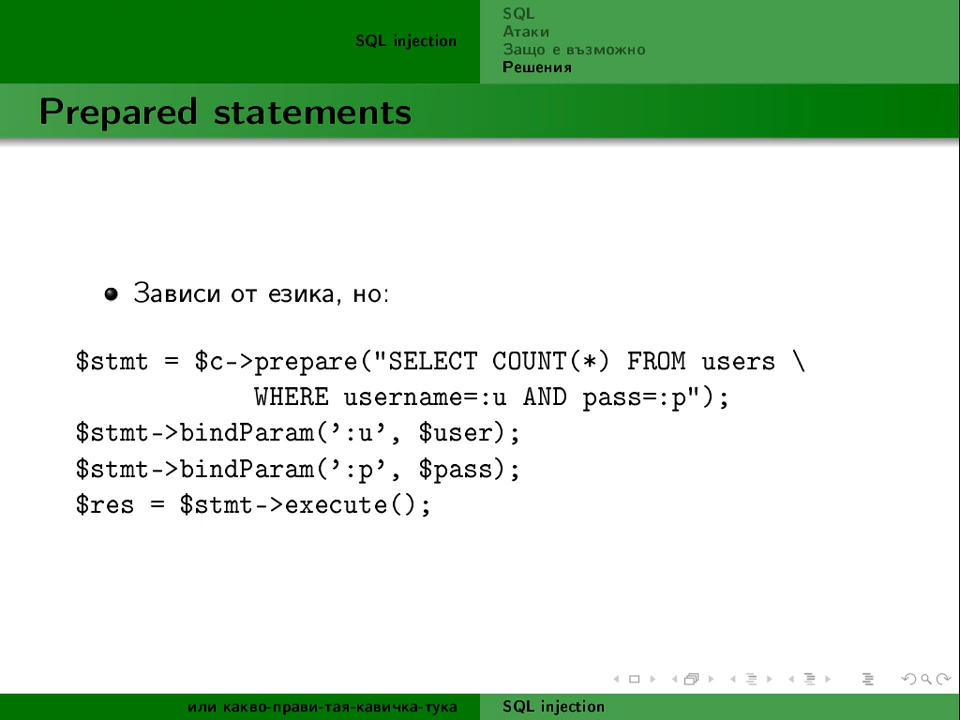 SQL injection
SQL
Атаки
Защо е възможно
Решения
Prepared statements
Зависи от езика, но:
$stmt = $c->prepare("SELECT COUNT(*) FROM users \
WHERE username=:u AND pass=:p");
$stmt->bindParam(':u', $user);
$stmt->bindParam(':p', $pass);
$res = $stmt->execute();
или какво-прави-тая-кавичка-тука
SQL injection